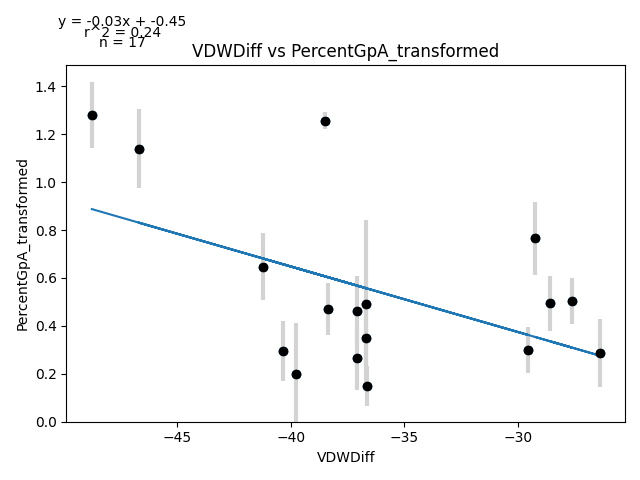 y = -0.03x + -0.45
r^2 = 0.24
n = 17
VDWDiff vs PercentGpA_transformed
1.4
1.2
1.0
0.8
0.6
0.4
0.2
0.0
PercentGpA_transformed
−45
−40
−35
−30
VDWDiff